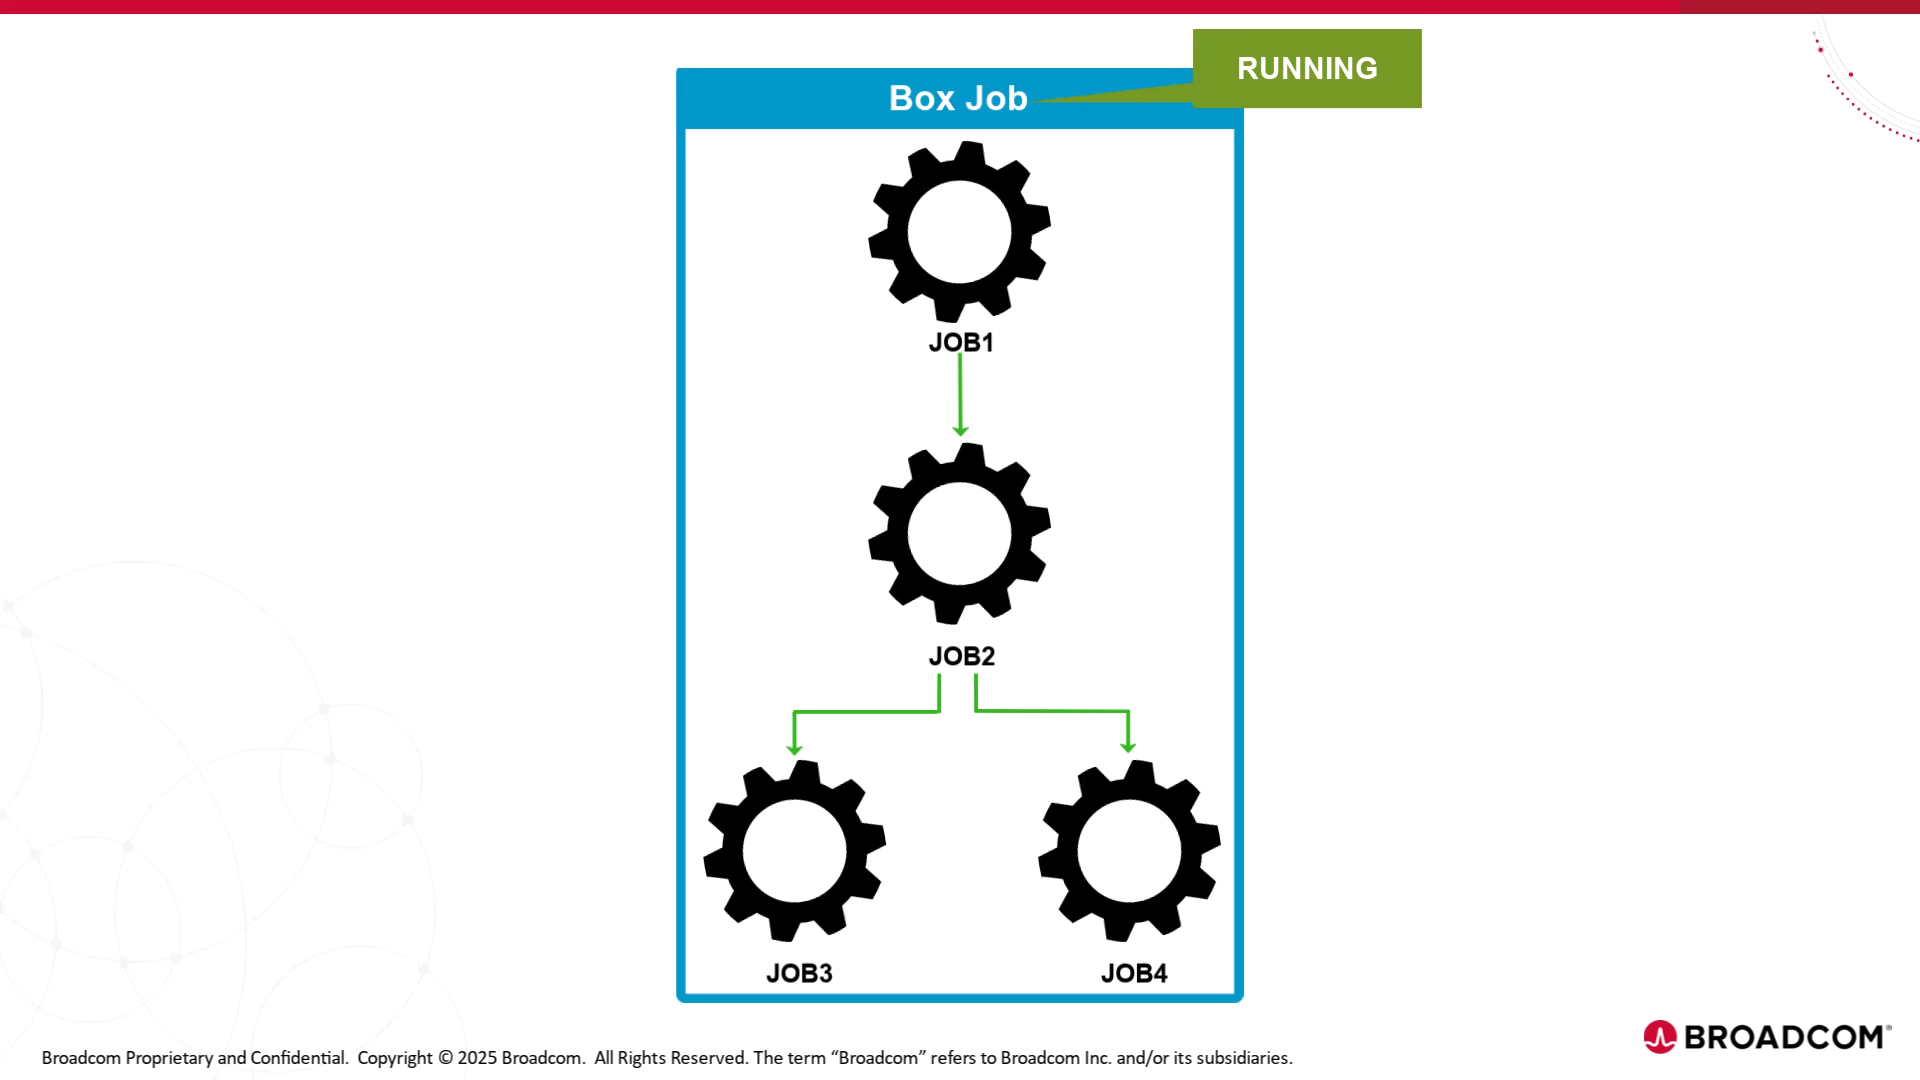 RUNNING
Box Job
JOB1
JOB2
JOB3
JOB4
BROADCOM®
Broadcom Proprietary and Confidential.  Copyright © 2025 Broadcom.  All Rights Reserved. The term “Broadcom” refers to Broadcom Inc. and/or its subsidiaries.